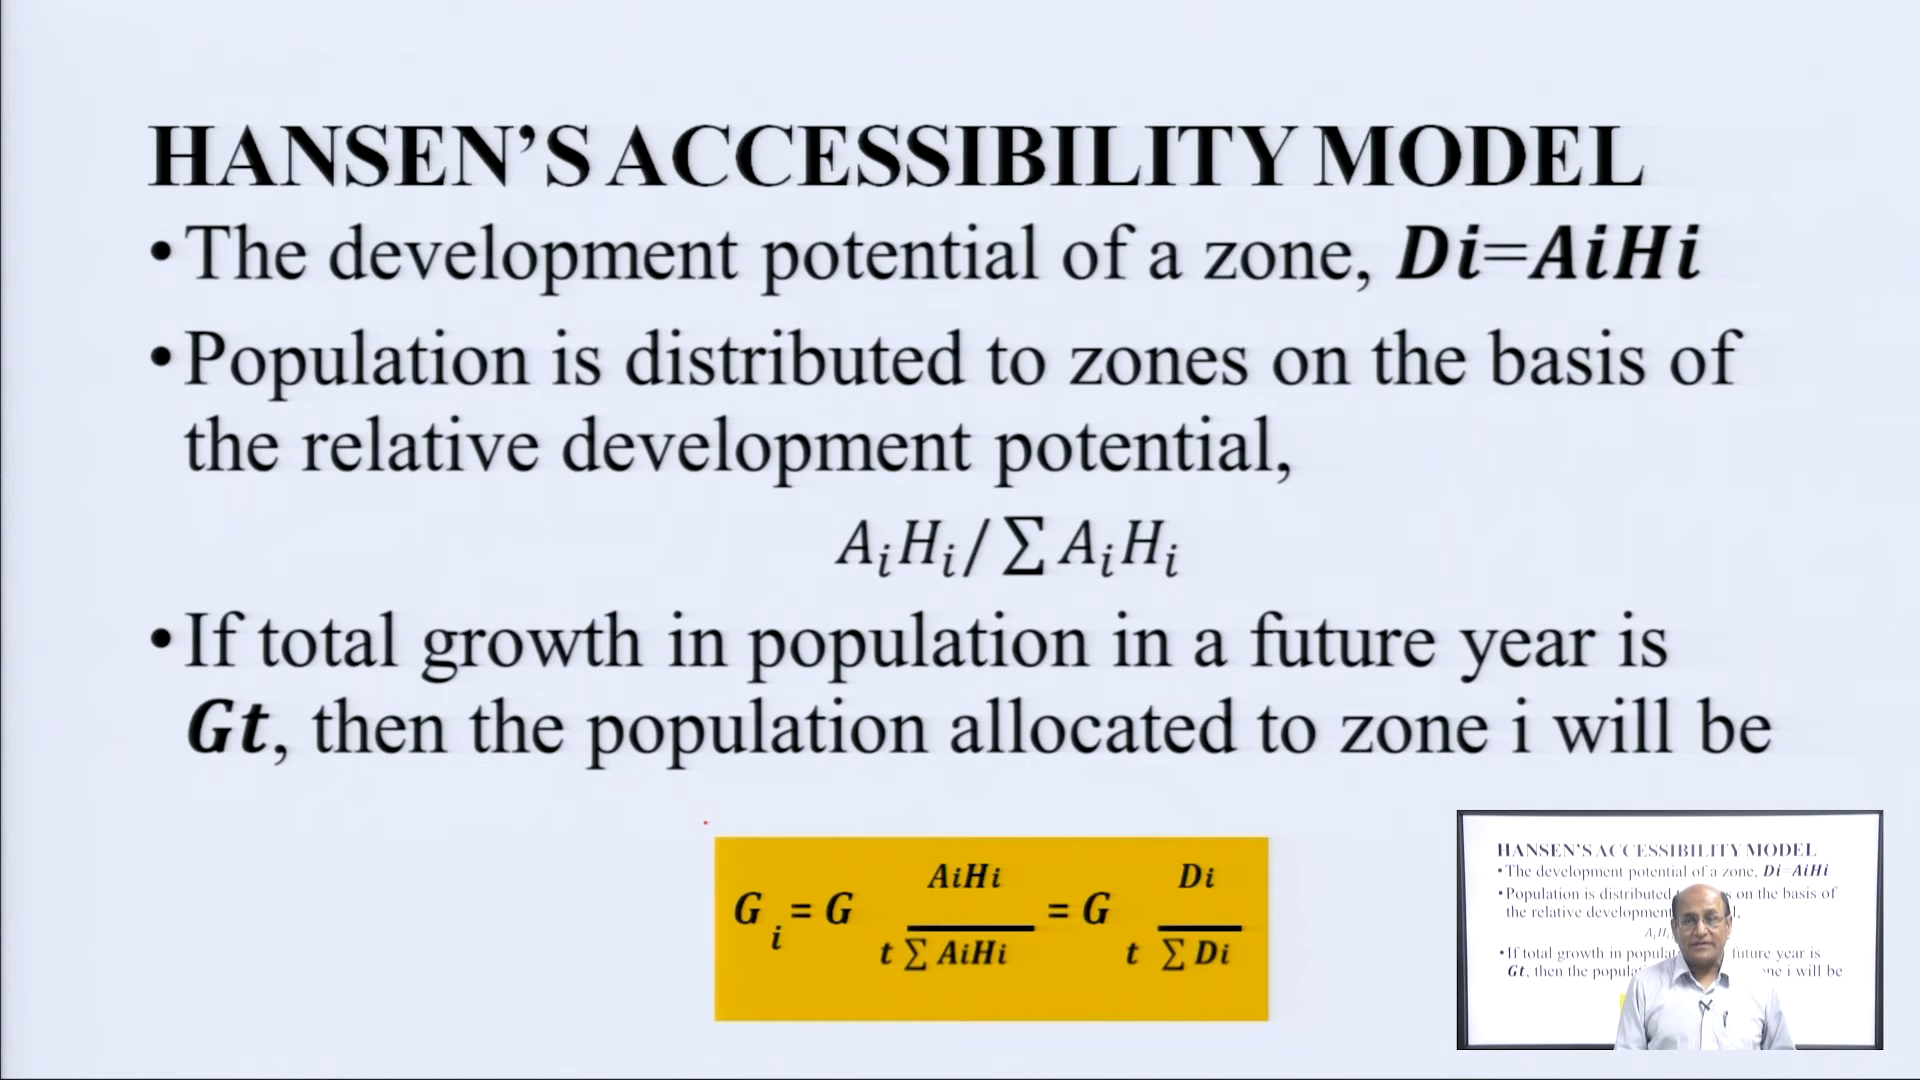 HANSEN’S ACCESSIBILITY MODEL
•The development potential of a zone, Di=AiHi
•Population is distributed to zones on the basis of
the relative development potential,
AᵢHᵢ/∑AᵢHᵢ
•If total growth in population in a future year is
Gt, then the population allocated to zone i will be
AiHi Di
G i = G t ∑ AiHi = G t ∑ Di
HANSEN’S ACCESSIBILITY MODEL
•The development potential of a zone, Di=AiHi
•Population is distributed on the basis of
the relative development
If total growth in future year is
Gt, then the i will be